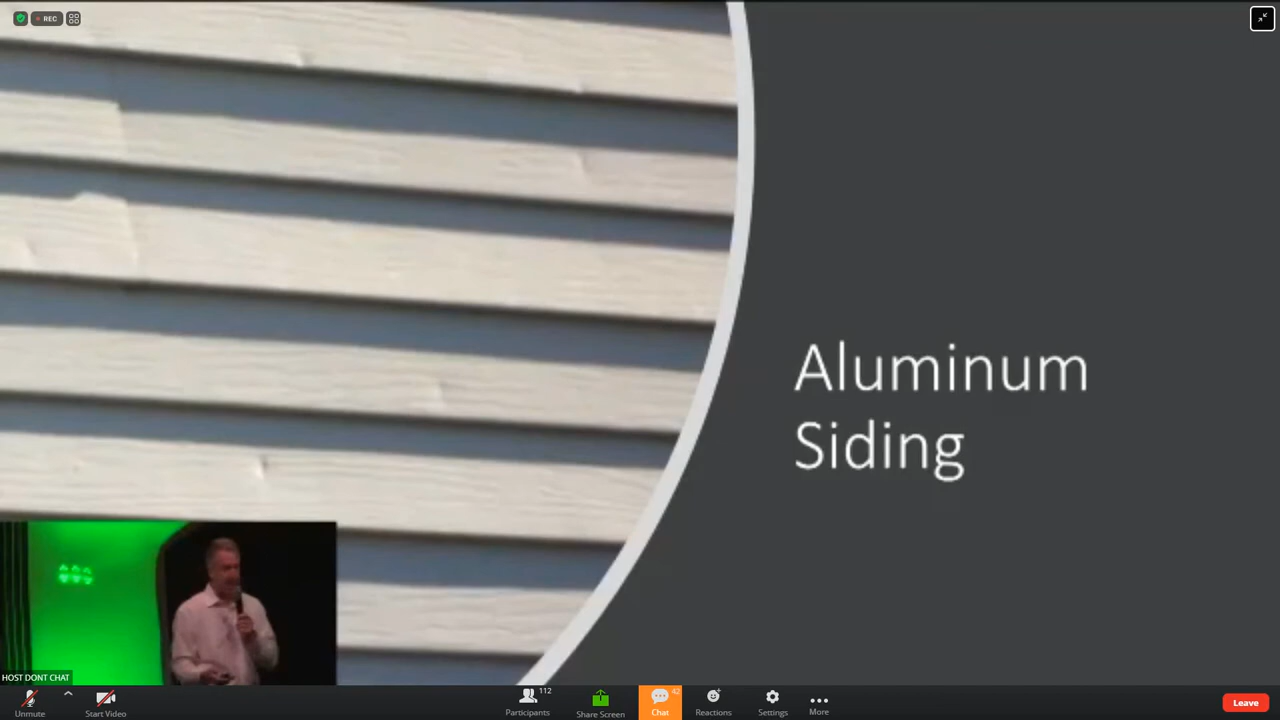 REC
Aluminum
Siding
HOST DONT CHAT
Unmute
Start Video
112
Participants
Share Screen
42
Chat
Reactions
Settings
More
Leave